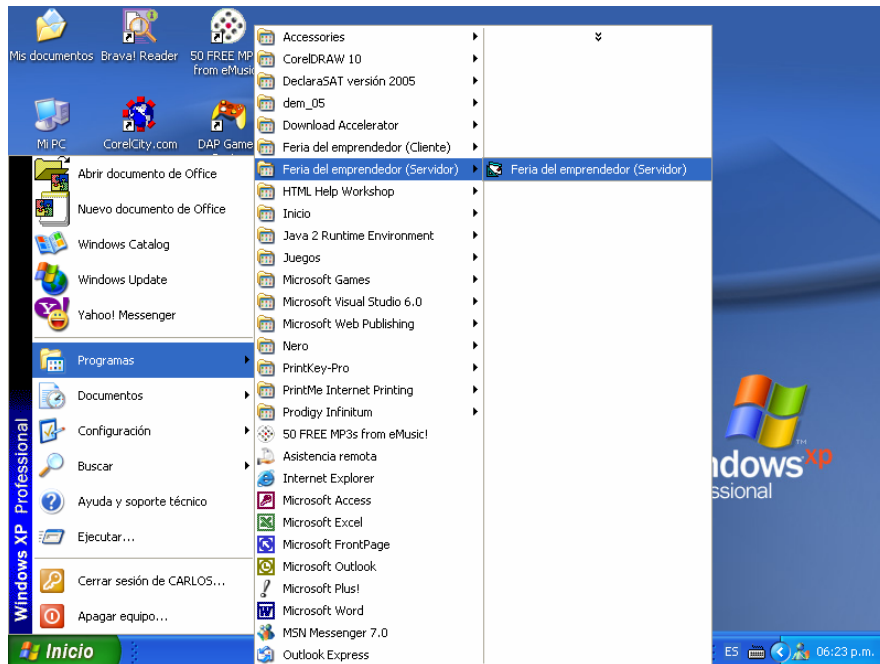 Mis documentos
Brava! Reader
50 FREE MP
from eMusic
Mi PC
CorelCity.com
DAP Game
Abrir documento de Office
Nuevo documento de Office
Windows Catalog
Windows Update
Yahoo! Messenger
Programas
Documentos
Configuración
Buscar
Ayuda y soporte técnico
Ejecutar...
Cerrar sesión de CARLOS...
Apagar equipo...
Windows XP Professional
Accessories
CorelDRAW 10
DeclaraSAT versión 2005
dem_05
Download Accelerator
Feria del emprendedor (Cliente)
Feria del emprendedor (Servidor)
HTML Help Workshop
Inicio
Java 2 Runtime Environment
Juegos
Microsoft Games
Microsoft Visual Studio 6.0
Microsoft Web Publishing
Nero
PrintKey-Pro
PrintMe Internet Printing
Prodigy Infinitum
50 FREE MP3s from eMusic!
Asistencia remota
Internet Explorer
Microsoft Access
Microsoft Excel
Microsoft FrontPage
Microsoft Outlook
Microsoft Plus!
Microsoft Word
MSN Messenger 7.0
Outlook Express
Feria del emprendedor (Servidor)
TM
ndows xp
ssional
Inicio
ES
06:23 p.m.